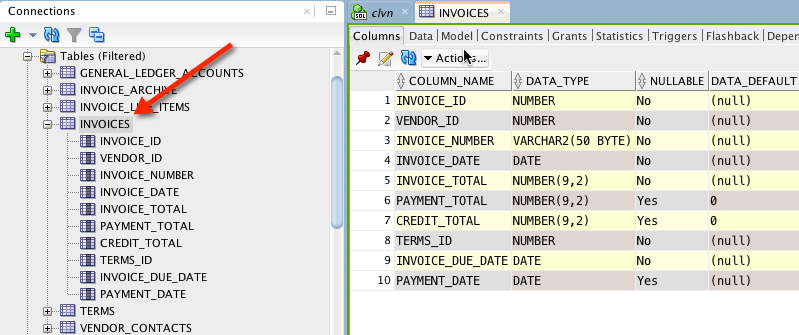 Connections
Tables (Filtered)
GENERAL_LEDGER_ACCOUNTS
INVOICE_ARCHIVE
INVOICE_LINE_ITEMS
INVOICES
INVOICE_ID
VENDOR_ID
INVOICE_NUMBER
INVOICE_DATE
INVOICE_TOTAL
PAYMENT_TOTAL
CREDIT_TOTAL
TERMS_ID
INVOICE_DUE_DATE
PAYMENT_DATE
TERMS
VENDOR_CONTACTS
clvn INVOICES
Columns Data Model Constraints Grants Statistics Triggers Flashback Depen
Actions...
COLUMN_NAME DATA_TYPE NULLABLE DATA_DEFAULT
1 INVOICE_ID NUMBER No (null)
2 VENDOR_ID NUMBER No (null)
3 INVOICE_NUMBER VARCHAR2(50 BYTE) No (null)
4 INVOICE_DATE DATE No (null)
5 INVOICE_TOTAL NUMBER(9,2) No (null)
6 PAYMENT_TOTAL NUMBER(9,2) Yes 0
7 CREDIT_TOTAL NUMBER(9,2) Yes 0
8 TERMS_ID NUMBER No (null)
9 INVOICE_DUE_DATE DATE No (null)
10 PAYMENT_DATE DATE Yes (null)